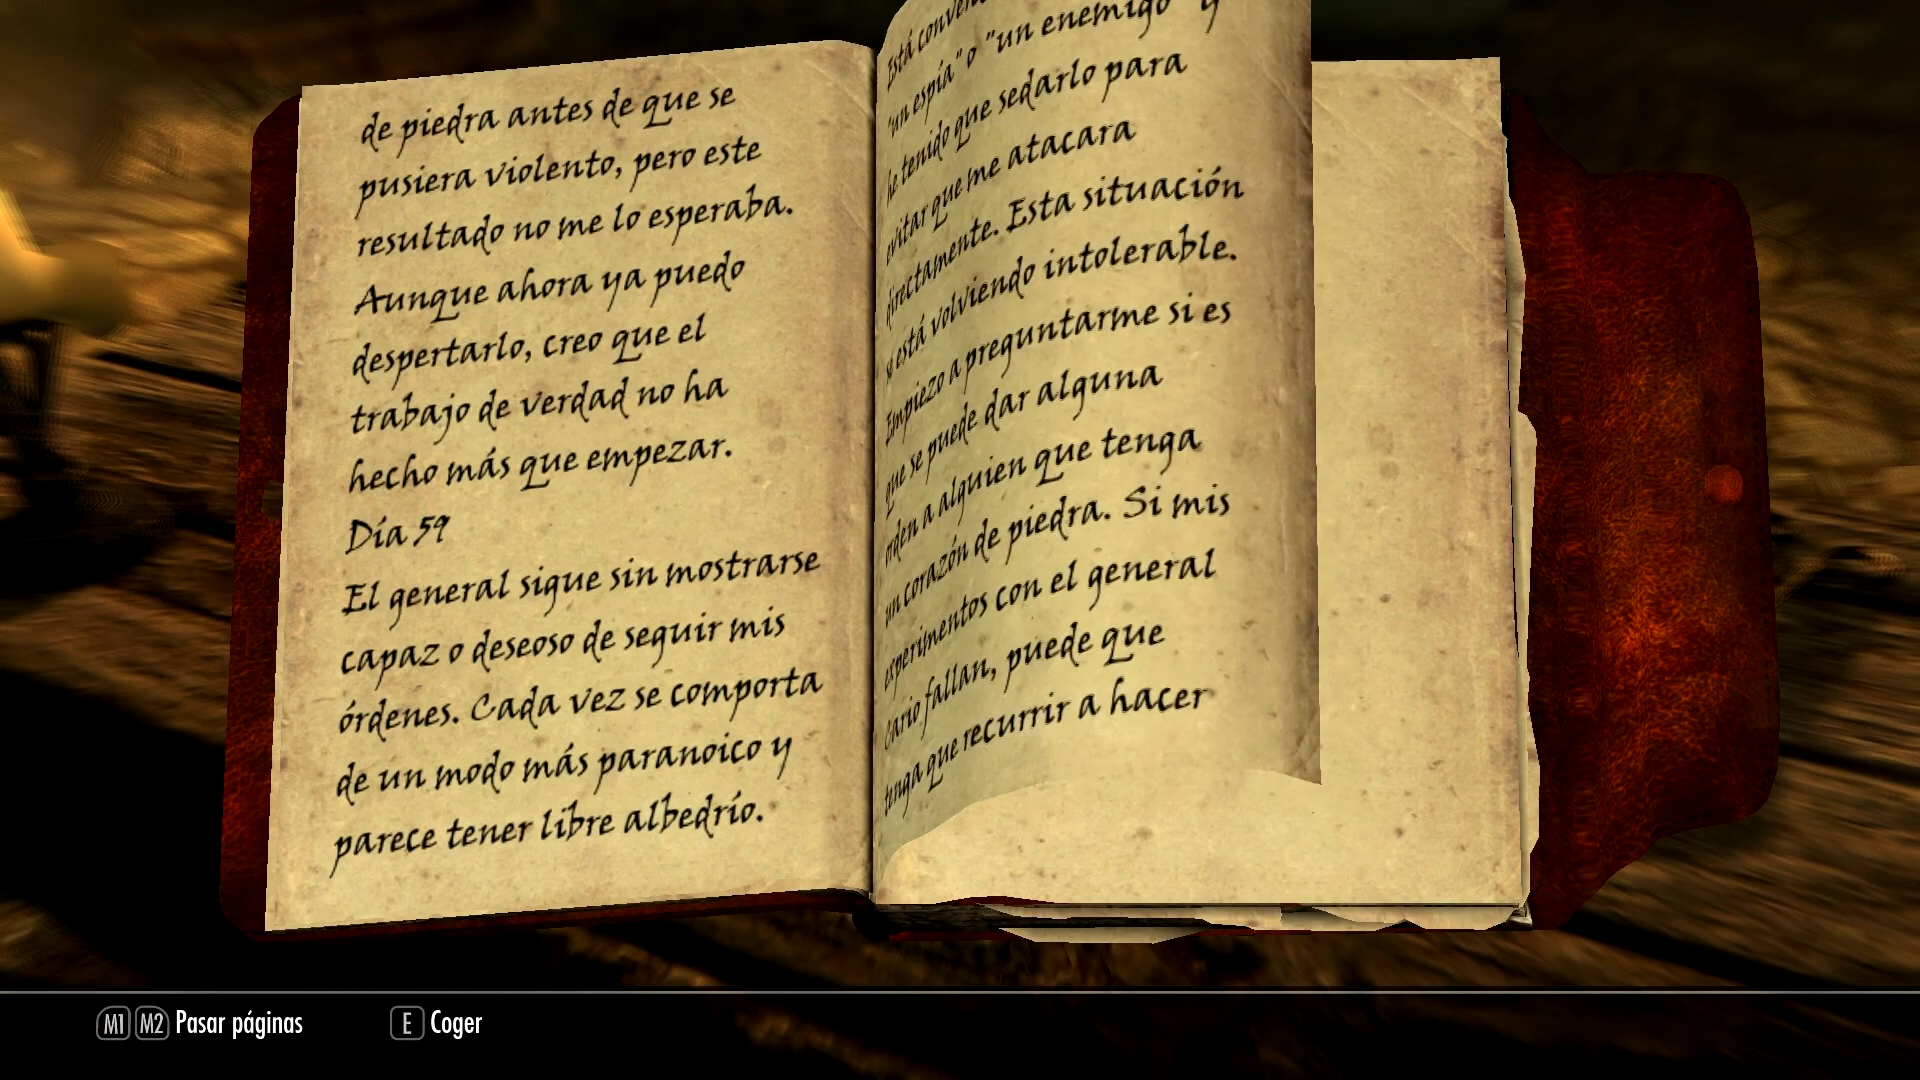 de piedra antes de que se
pusiera violento, pero este
resultado no me lo esperaba.
Aunque ahora ya puedo
despertarlo, creo que el
trabajo de verdad no ha
hecho más que empezar.
Día 59
El general sigue sin mostrarse
capaz o deseoso de seguir mis
órdenes. Cada vez se comporta
de un modo más paranoico y
parece tener libre albedrío.
Está
"un espía" o "un enemigo" y
he tenido que sedarlo para
evitar que me atacara
directamente. Esta situación
se está volviendo intolerable.
Empiezo a preguntarme si es
que se puede dar alguna
orden a alguien que tenga
un corazón de piedra. Si mis
experimentos con el general
Cario fallan, puede que
tenga que recurrir a hacer
M1 M2 Pasar páginas
E Coger